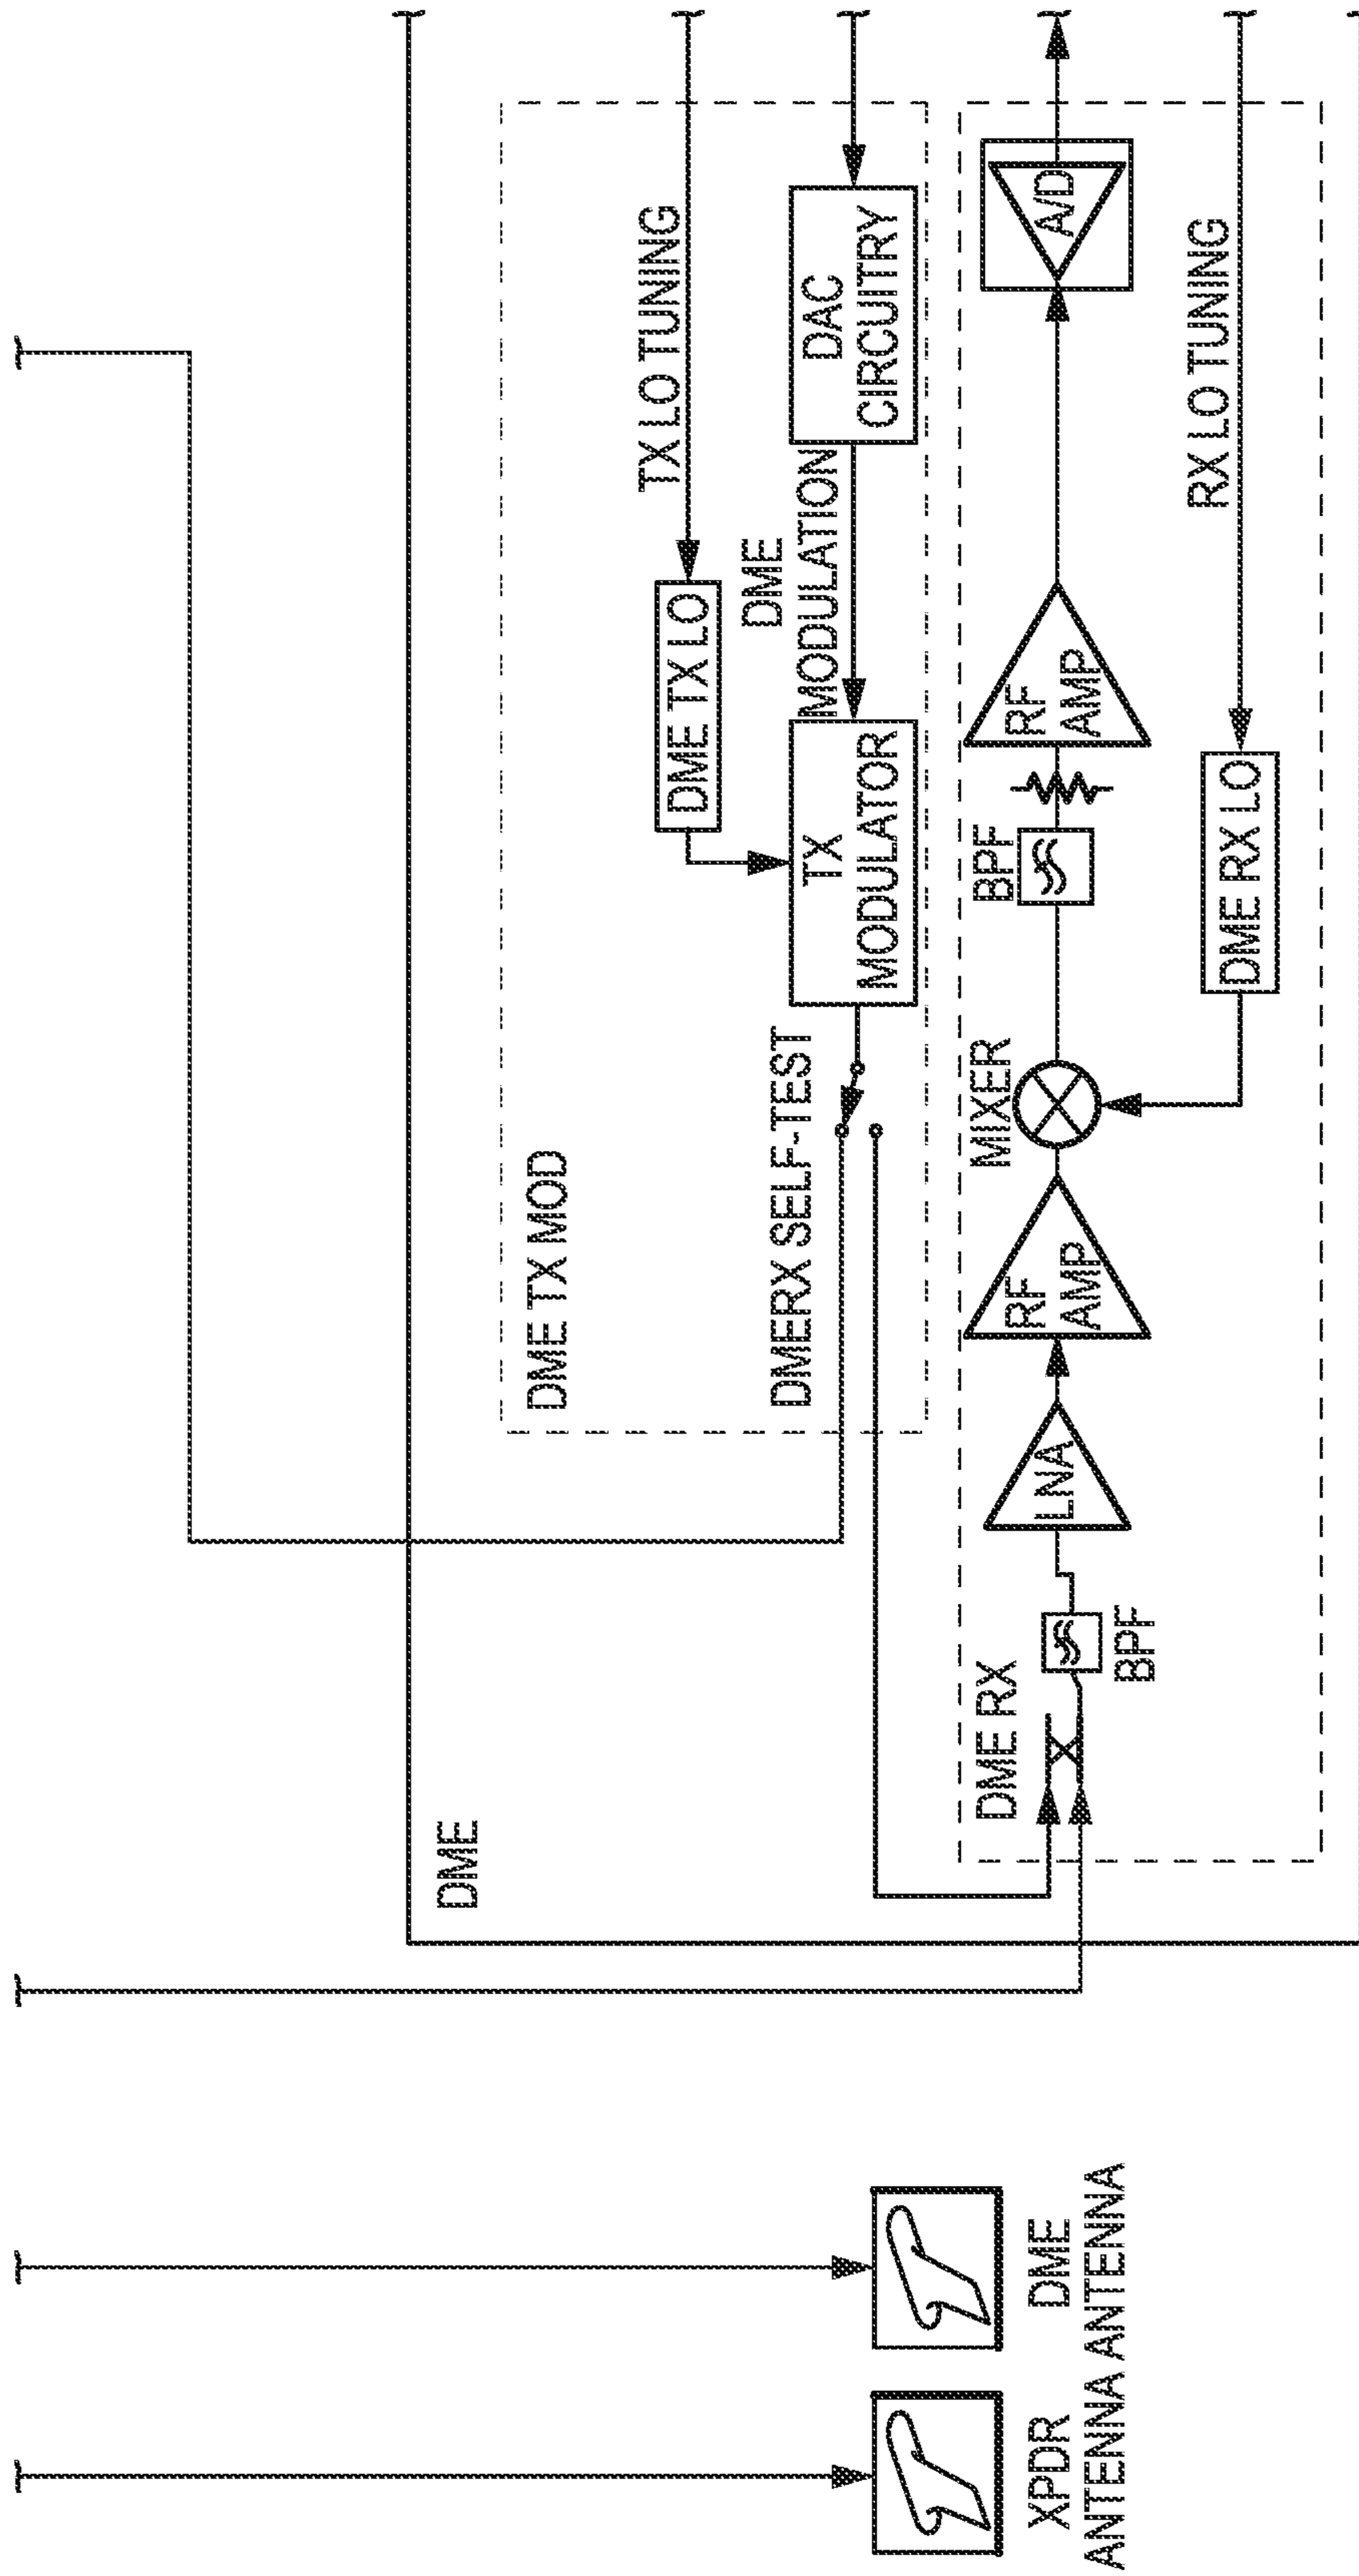 DME
DME TX MOD
TX LO TUNING
DME TX LO
DME
MODULATION
DAC
CIRCUITRY
TX
MODULATOR
DMERX SELF-TEST
DME RX
BPF
LNA
RF
AMP
MIXER
BPF
RF
AMP
A/D
DME RX LO
RX LO TUNING
XPDR
ANTENNA
DME
ANTENNA